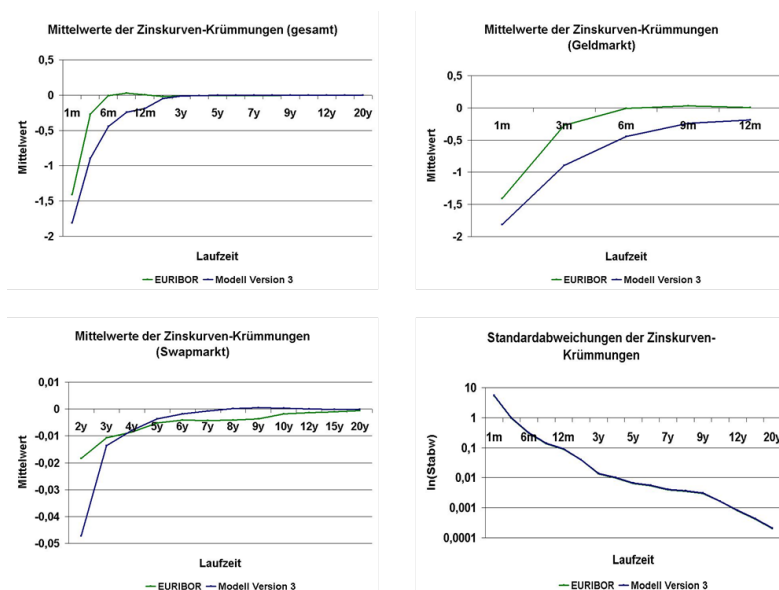 Mittelwerte der Zinskurven-Krümmungen (gesamt)
0,5
0
-0,5
-1
-1,5
-2
Mittelwert
1m 6m 12m 3y 5y 7y 9y 12y 20y
Laufzeit
EURIBOR Modell Version 3
Mittelwerte der Zinskurven-Krümmungen
(Geldmarkt)
0,5
0
-0,5
-1
-1,5
-2
Mittelwert
1m 3m 6m 9m 12m
Laufzeit
EURIBOR Modell Version 3
Mittelwerte der Zinskurven-Krümmungen
(Swapmarkt)
0,01
0
-0,01
-0,02
-0,03
-0,04
-0,05
Mittelwert
2y 3y 4y 5y 6y 7y 8y 9y 10y 12y 15y 20y
Laufzeit
EURIBOR Modell Version 3
Standardabweichungen der Zinskurven-
Krümmungen
10
1
0,1
0,01
0,001
0,0001
ln(Stabw)
1m 6m 12m 3y 5y 7y 9y 12y 20y
Laufzeit
EURIBOR Modell Version 3